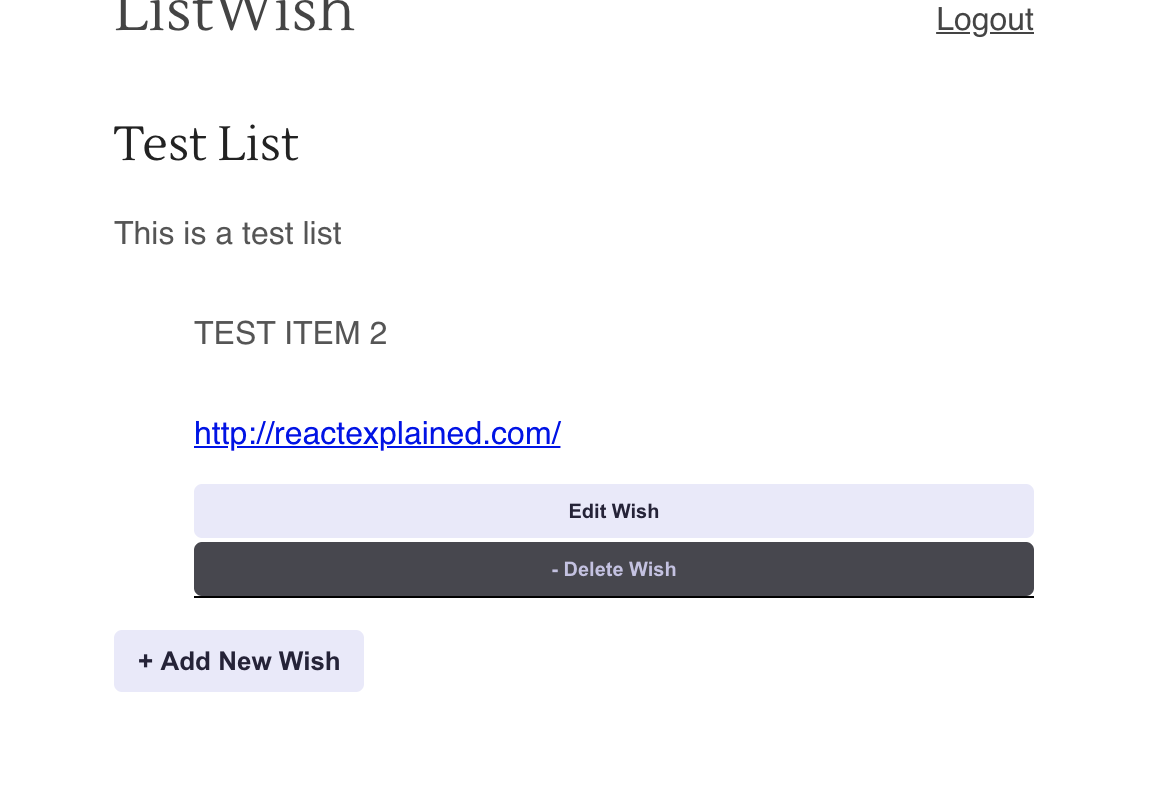 ListWish
Logout
Test List
This is a test list
TEST ITEM 2
http://reactexplained.com/
Edit Wish
- Delete Wish
+ Add New Wish